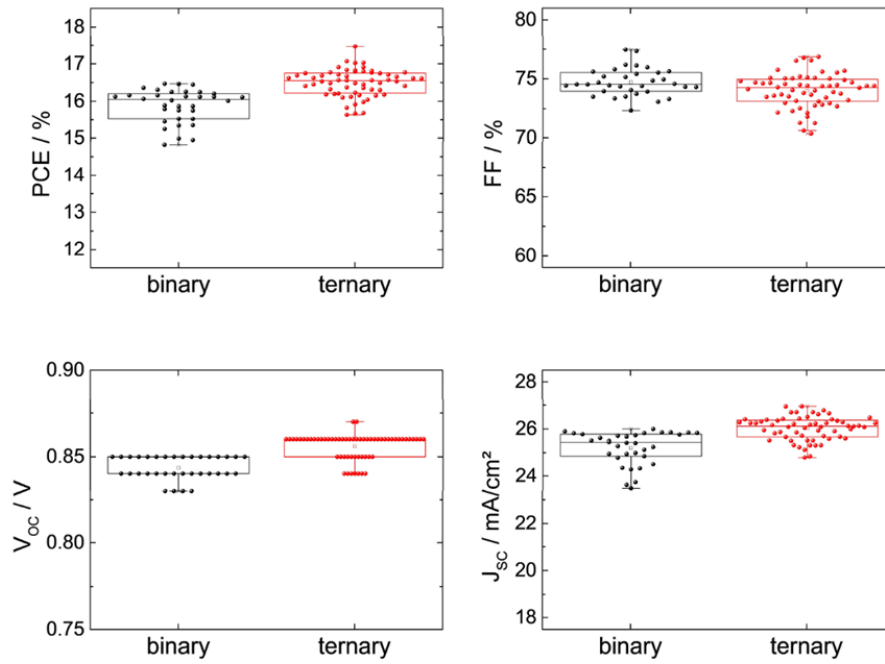 PCE / %
18
17
16
15
14
13
12
binary
ternary
FF / %
80
75
70
65
60
binary
ternary
V_OC / V
0.90
0.85
0.80
0.75
binary
ternary
J_SC / mA/cm²
28
26
24
22
20
18
binary
ternary